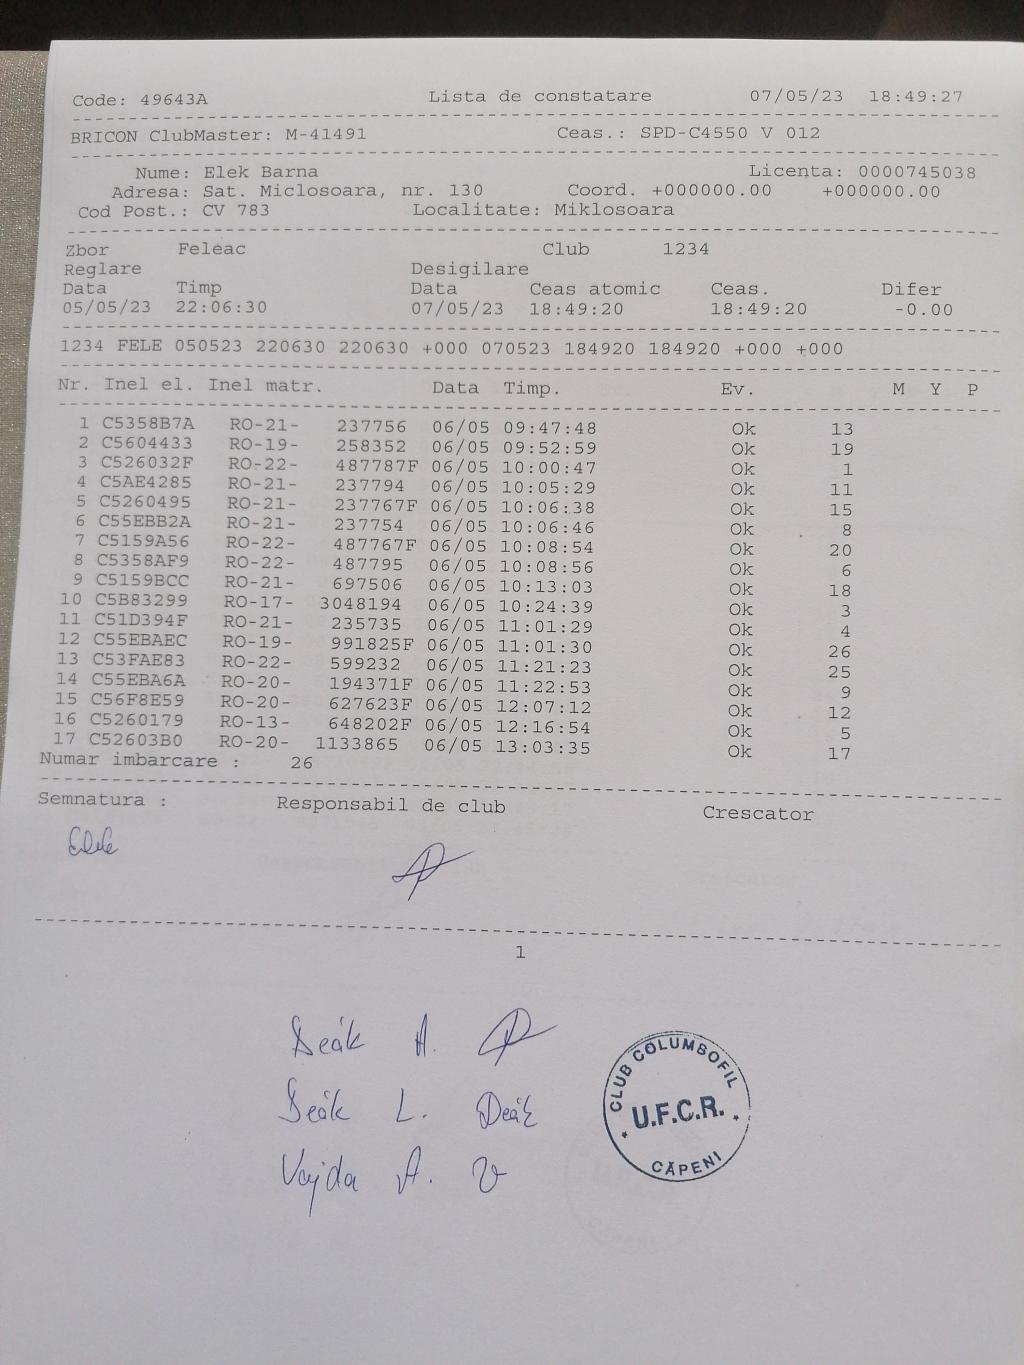 Code: 49643A Lista de constatare 07/05/23 18:49:27
BRICON ClubMaster: M-41491 Ceas.: SPD-C4550 V 012
Nume: Elek Barna Licenta: 0000745038
Adresa: Sat. Miclosoara, nr. 130 Coord. +000000.00 +000000.00
Cod Post.: CV 783 Localitate: Miklosoara
Zbor Feleac Club 1234
Reglare Desigilare
Data Timp Data Ceas atomic Ceas. Difer
05/05/23 22:06:30 07/05/23 18:49:20 18:49:20 -0.00
1234 FELE 050523 220630 220630 +000 070523 184920 184920 +000 +000
Nr. Inel el. Inel matr. Data Timp. Ev. M Y P
1 C5358B7A RO-21- 237756 06/05 09:47:48 Ok 13
2 C5604433 RO-19- 258352 06/05 09:52:59 Ok 19
3 C526032F RO-22- 487787F 06/05 10:00:47 Ok 1
4 C5AE4285 RO-21- 237794 06/05 10:05:29 Ok 11
5 C5260495 RO-21- 237767F 06/05 10:06:38 Ok 15
6 C55EBB2A RO-21- 237754 06/05 10:06:46 Ok 8
7 C5159A56 RO-22- 487767F 06/05 10:08:54 Ok 20
8 C5358AF9 RO-22- 487795 06/05 10:08:56 Ok 6
9 C5159BCC RO-21- 697506 06/05 10:13:03 Ok 18
10 C5B83299 RO-17- 3048194 06/05 10:24:39 Ok 3
11 C51D394F RO-21- 235735 06/05 11:01:29 Ok 4
12 C55EBAEC RO-19- 991825F 06/05 11:01:30 Ok 26
13 C53FAE83 RO-22- 599232 06/05 11:21:23 Ok 25
14 C55EBA6A RO-20- 194371F 06/05 11:22:53 Ok 9
15 C56F8E59 RO-20- 627623F 06/05 12:07:12 Ok 12
16 C5260179 RO-13- 648202F 06/05 12:16:54 Ok 5
17 C52603B0 RO-20- 1133865 06/05 13:03:35 Ok 17
Numar imbarcare : 26
Semnatura : Responsabil de club Crescator
Elek
1
Deák A.
Deák L. Deák
Vajda A. V
CLUB COLUMBOFIL
U.F.C.R.
CĂPENI